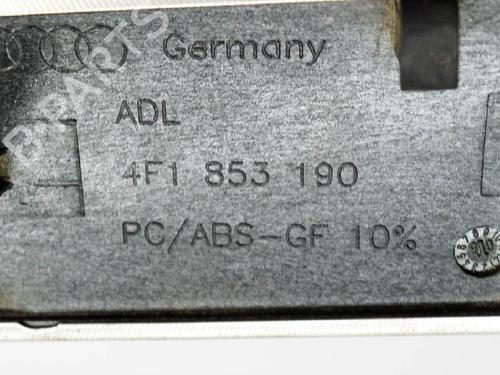 Germany
ADL
4F1 853 190
PC/ABS-GF 10%
B-PARTS